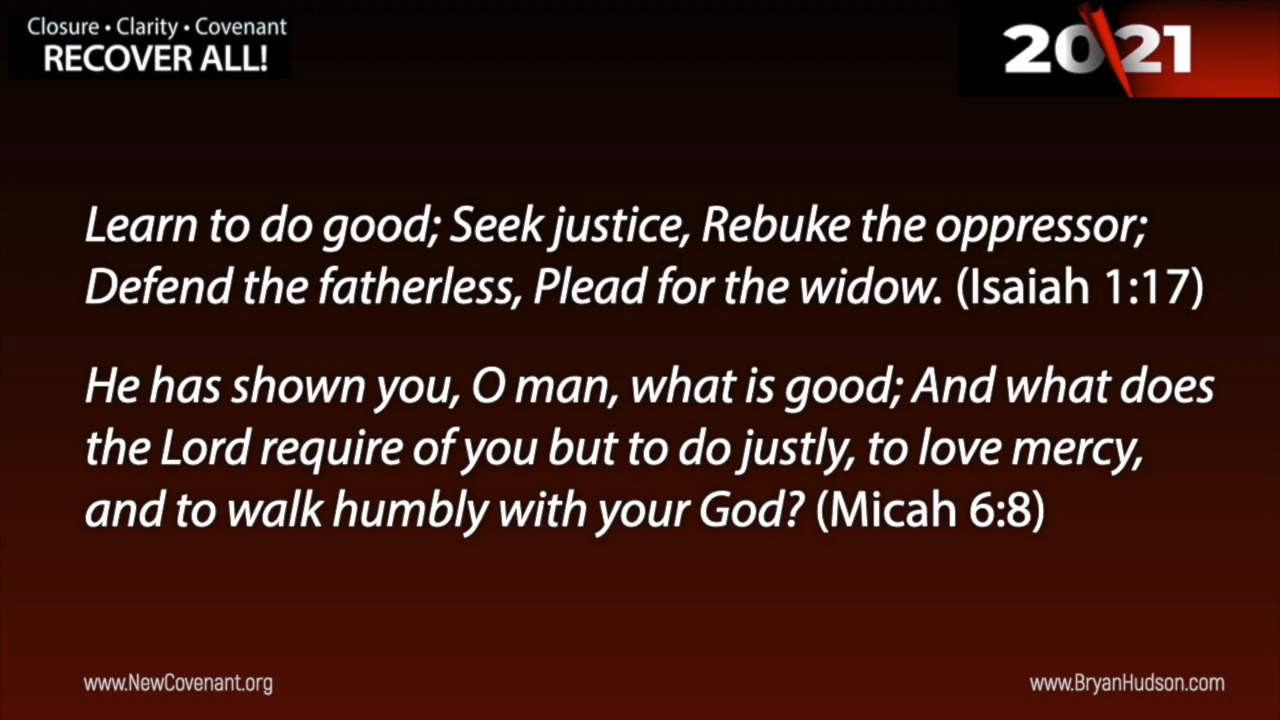 Closure • Clarity • Covenant
RECOVER ALL!
2021
Learn to do good; Seek justice, Rebuke the oppressor;
Defend the fatherless, Plead for the widow. (Isaiah 1:17)
He has shown you, O man, what is good; And what does
the Lord require of you but to do justly, to love mercy,
and to walk humbly with your God? (Micah 6:8)
www.NewCovenant.org
www.BryanHudson.com